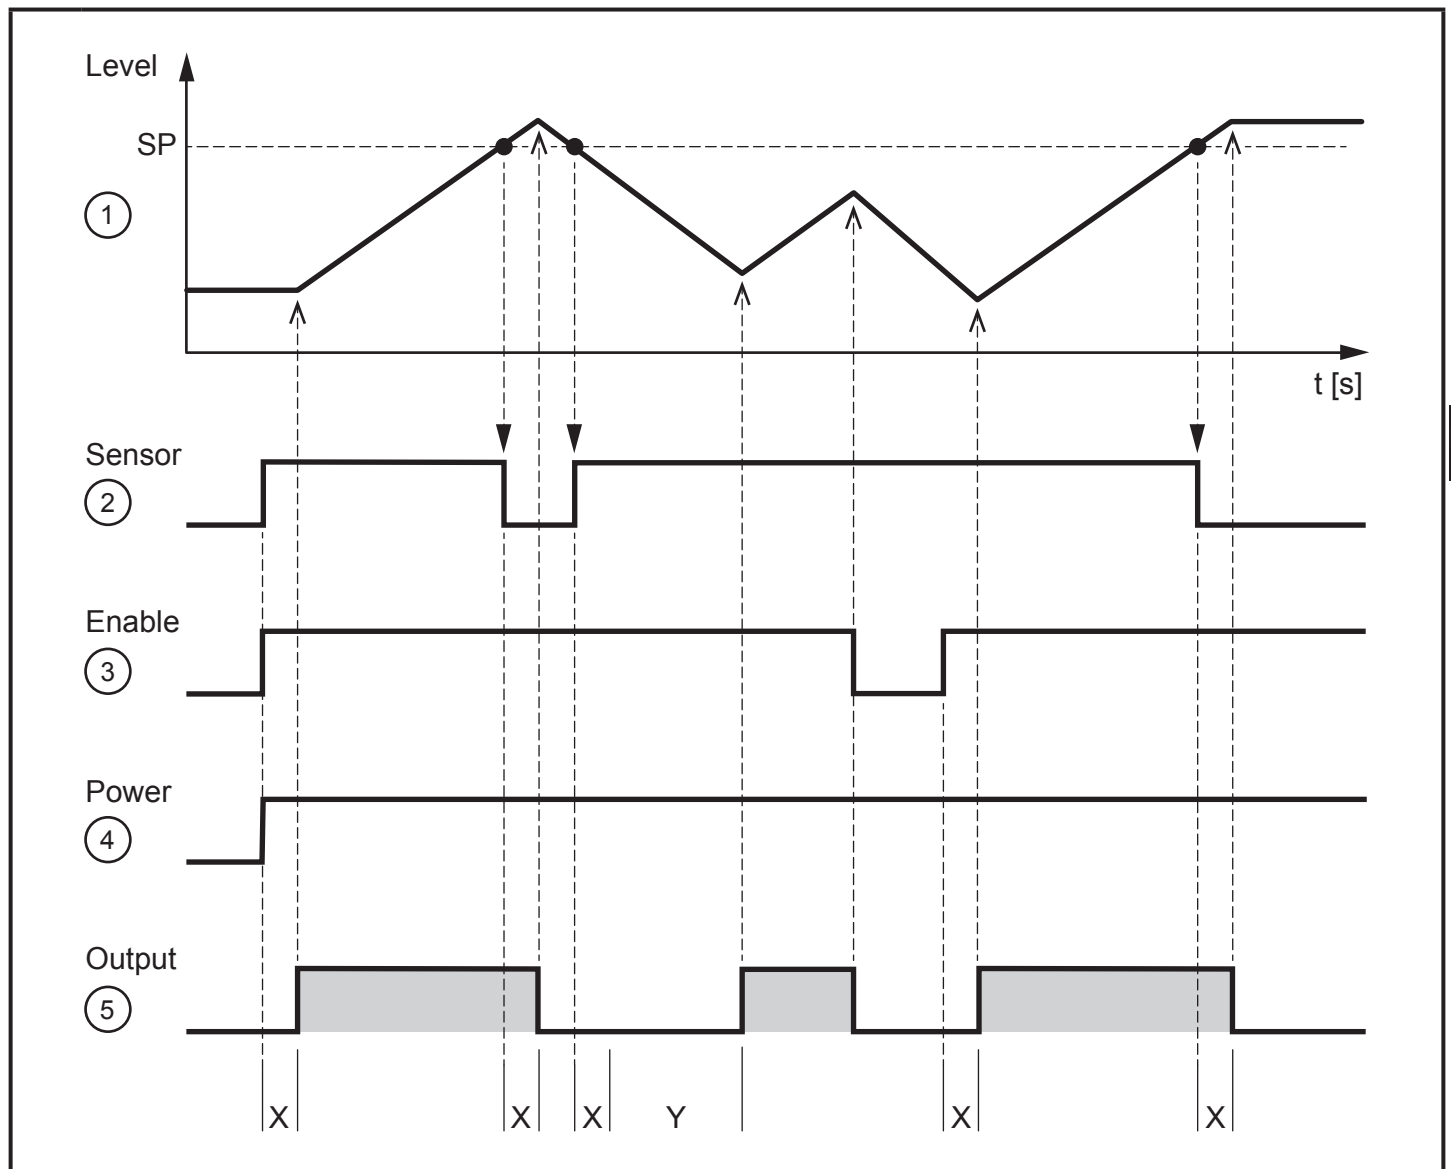 Level
SP
1
t [s]
Sensor
2
Enable
3
Power
4
Output
5
X X X Y X X